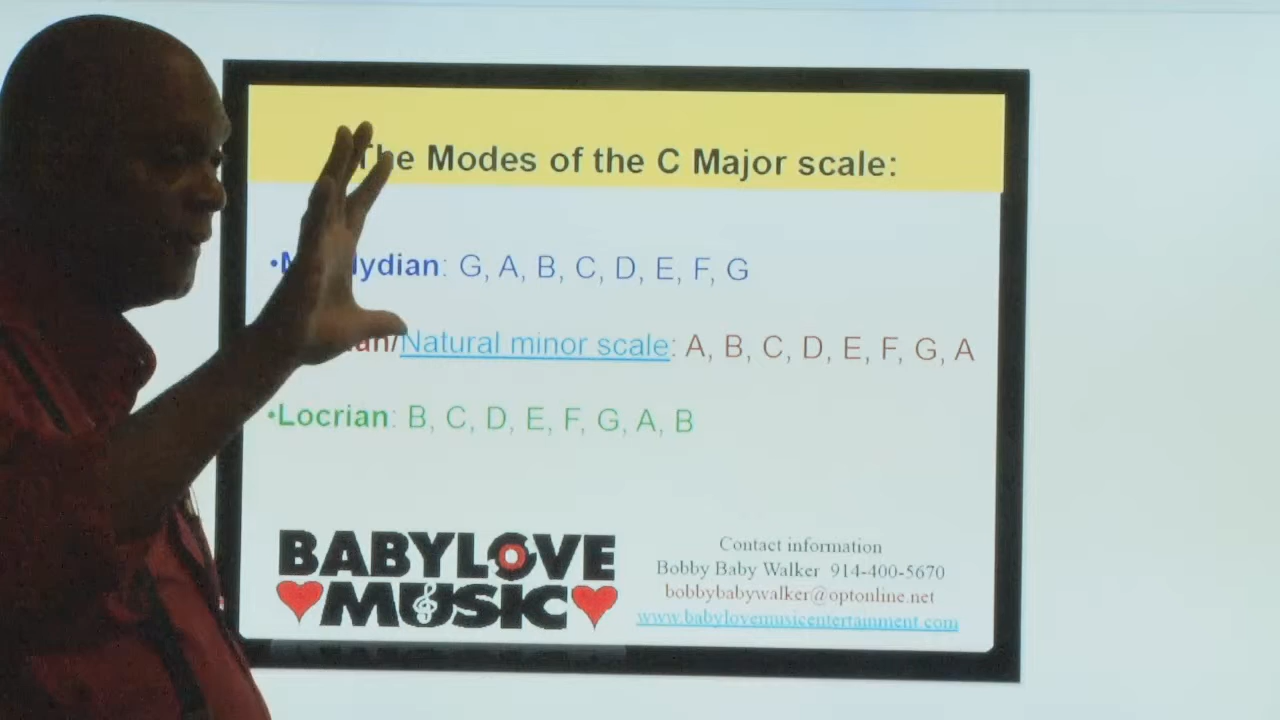 The Modes of the C Major scale:
•Mixolydian: G, A, B, C, D, E, F, G
/Natural minor scale: A, B, C, D, E, F, G, A
•Locrian: B, C, D, E, F, G, A, B
BABYLOVE
MUSIC
Contact information
Bobby Baby Walker 914-400-5670
bobbybabywalker@optonline.net
www.babylovemusicentertainment.com